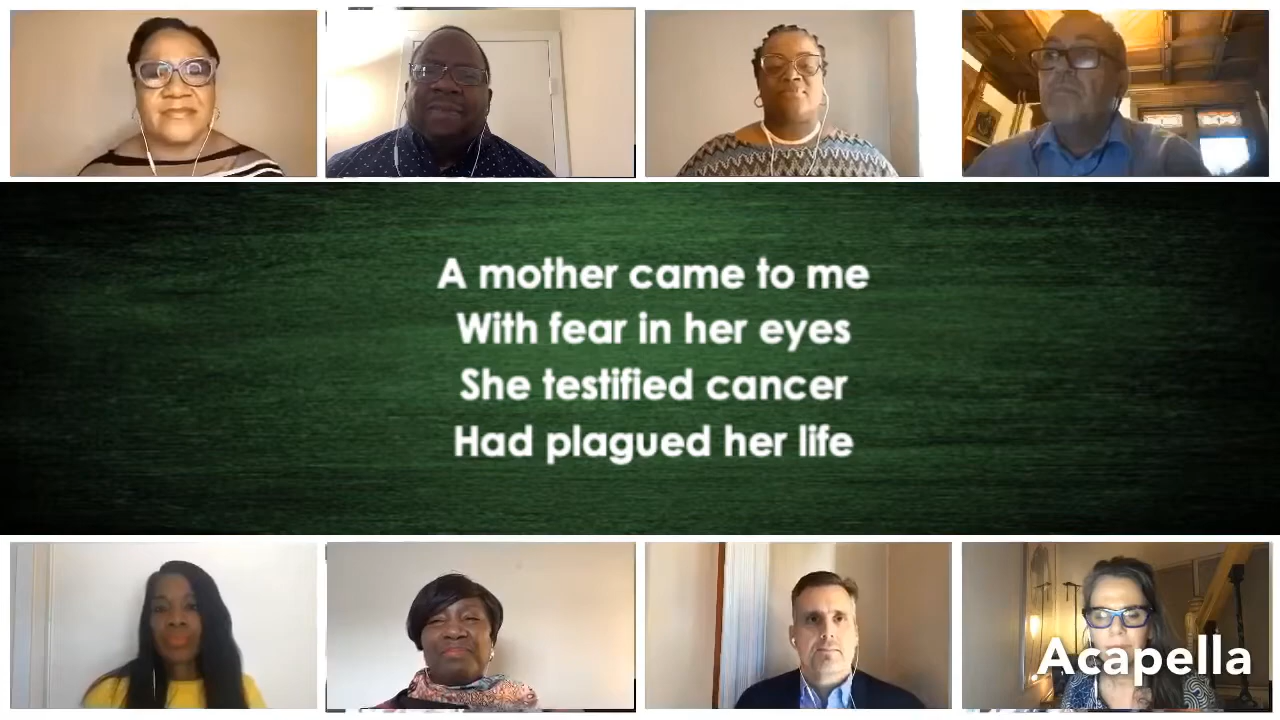 A mother came to me
With fear in her eyes
She testified cancer
Had plagued her life
Acapella